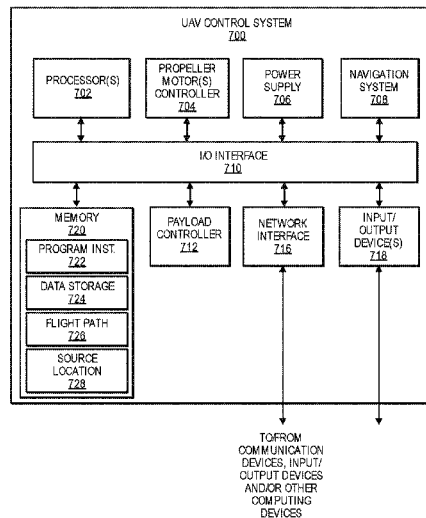 UAV CONTROL SYSTEM
700
PROCESSOR(S)
702
PROPELLER
MOTOR(S)
CONTROLLER
704
POWER
SUPPLY
706
NAVIGATION
SYSTEM
708
I/O INTERFACE
710
MEMORY
720
PROGRAM INST.
722
DATA STORAGE
724
FLIGHT PATH
726
SOURCE
LOCATION
728
PAYLOAD
CONTROLLER
712
NETWORK
INTERFACE
716
INPUT/
OUTPUT
DEVICE(S)
718
TO/FROM
COMMUNICATION
DEVICES, INPUT/
OUTPUT DEVICES
AND/OR OTHER
COMPUTING
DEVICES